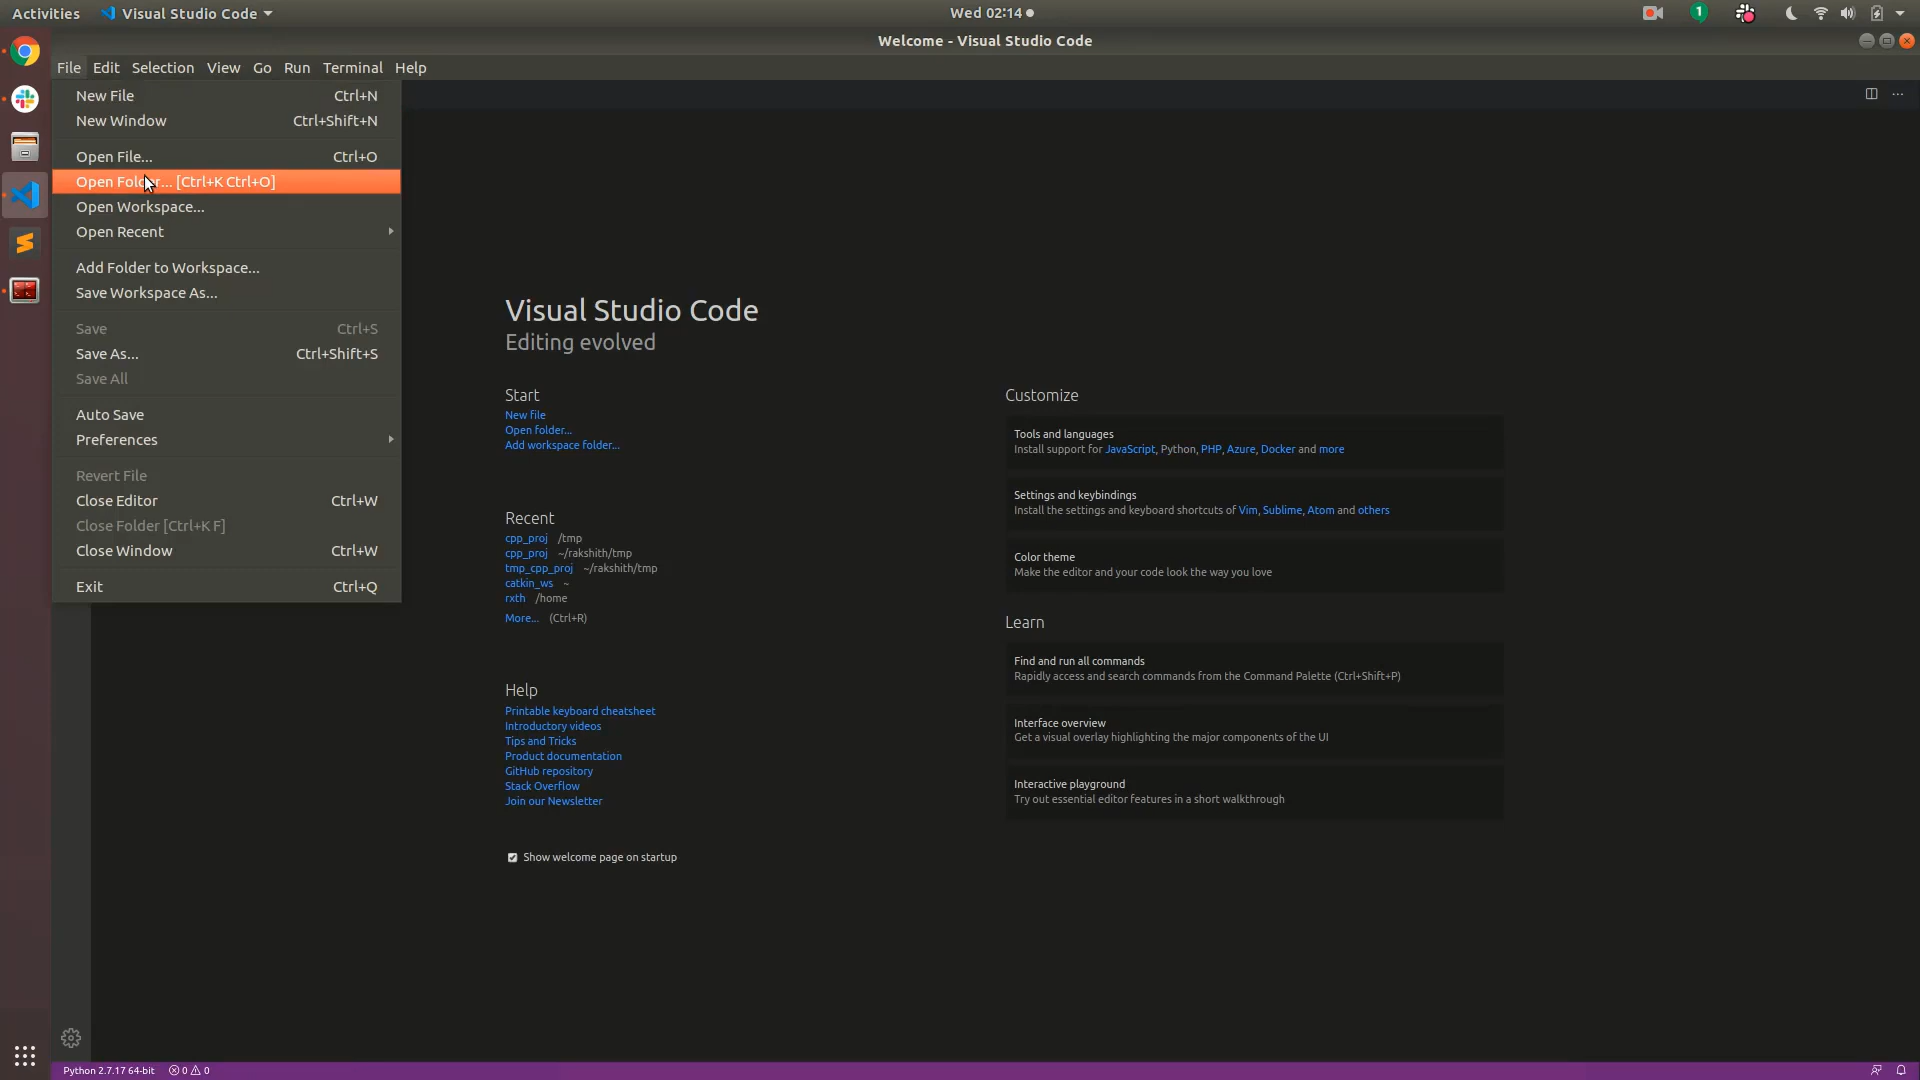 Activities Visual Studio Code Wed 02:14 1
Welcome - Visual Studio Code
File Edit Selection View Go Run Terminal Help
New File Ctrl+N
New Window Ctrl+Shift+N
Open File... Ctrl+O
Open Folder... [Ctrl+K Ctrl+O]
Open Workspace...
Open Recent
Add Folder to Workspace...
Save Workspace As...
Save Ctrl+S
Save As... Ctrl+Shift+S
Save All
Auto Save
Preferences
Revert File
Close Editor Ctrl+W
Close Folder [Ctrl+K F]
Close Window Ctrl+W
Exit Ctrl+Q
Visual Studio Code
Editing evolved
Start
New file
Open folder...
Add workspace folder...
Recent
cpp_proj /tmp
cpp_proj ~/rakshith/tmp
tmp_cpp_proj ~/rakshith/tmp
catkin_ws ~
rxth /home
More... (Ctrl+R)
Help
Printable keyboard cheatsheet
Introductory videos
Tips and Tricks
Product documentation
GitHub repository
Stack Overflow
Join our Newsletter
Show welcome page on startup
Customize
Tools and languages
Install support for JavaScript, Python, PHP, Azure, Docker and more
Settings and keybindings
Install the settings and keyboard shortcuts of Vim, Sublime, Atom and others
Color theme
Make the editor and your code look the way you love
Learn
Find and run all commands
Rapidly access and search commands from the Command Palette (Ctrl+Shift+P)
Interface overview
Get a visual overlay highlighting the major components of the UI
Interactive playground
Try out essential editor features in a short walkthrough
Python 2.7.17 64-bit 0 0